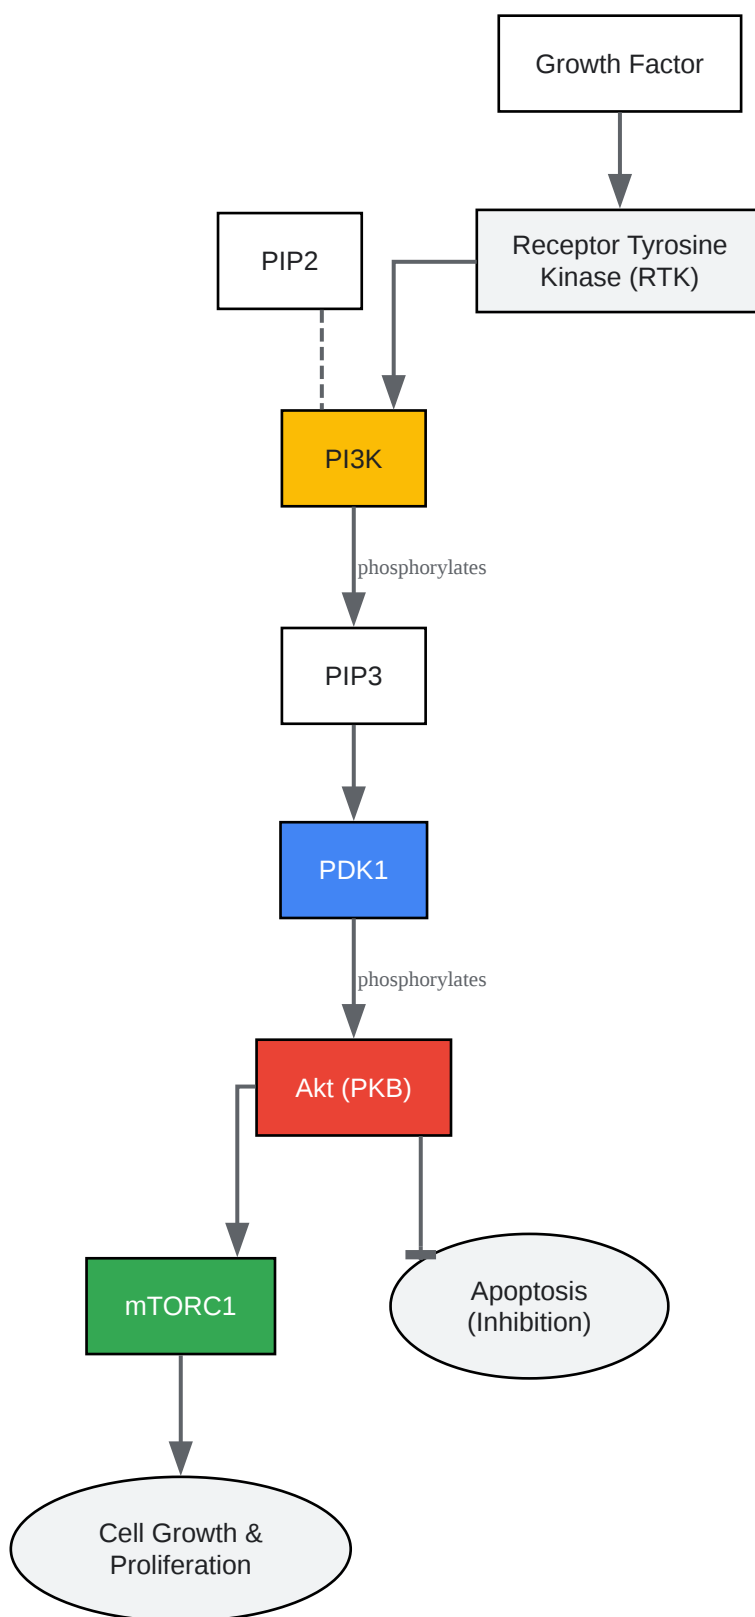 Growth Factor
Receptor Tyrosine
Kinase (RTK)
PIP2
PI3K
phosphorylates
PIP3
PDK1
phosphorylates
Akt (PKB)
mTORC1
Apoptosis
(Inhibition)
Cell Growth &
Proliferation